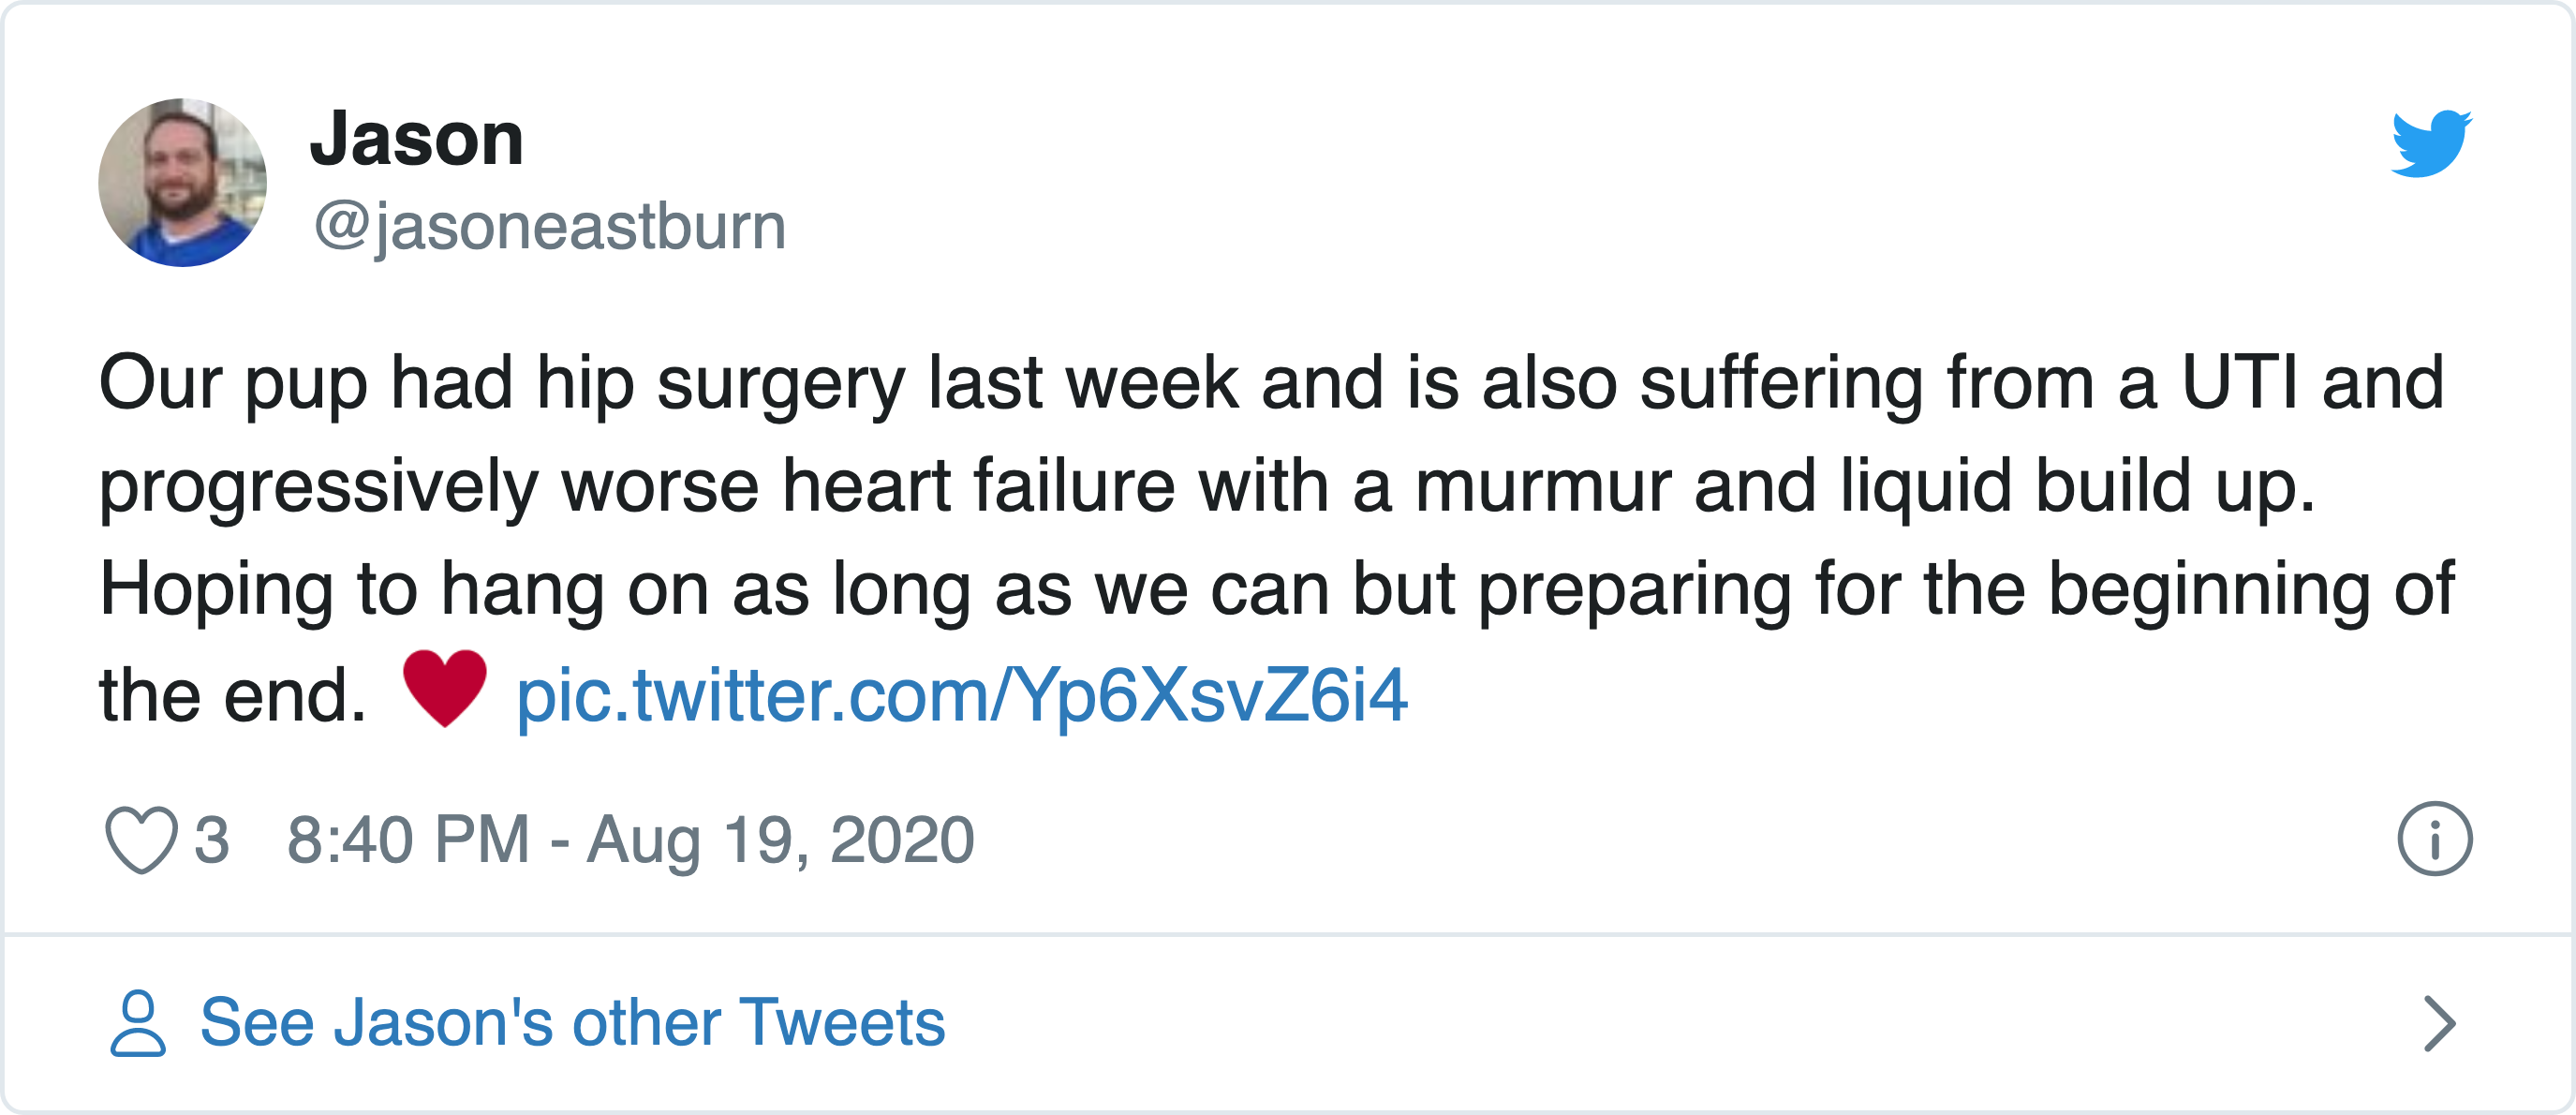 Jason
@jasoneastburn
Our pup had hip surgery last week and is also suffering from a UTI and
progressively worse heart failure with a murmur and liquid build up.
Hoping to hang on as long as we can but preparing for the beginning of
the end. ♥ pic.twitter.com/Yp6XsvZ6i4
3 8:40 PM - Aug 19, 2020
See Jason's other Tweets